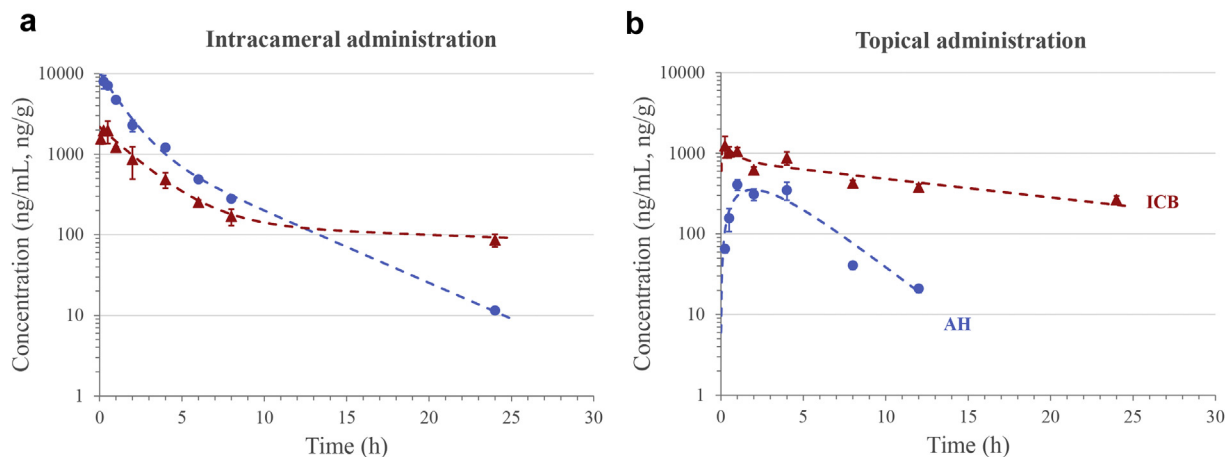 a
Intracameral administration
Concentration (ng/mL, ng/g)
10000
1000
100
10
1
0 5 10 15 20 25 30
Time (h)
b
Topical administration
Concentration (ng/mL, ng/g)
10000
1000
100
10
1
ICB
AH
0 5 10 15 20 25 30
Time (h)